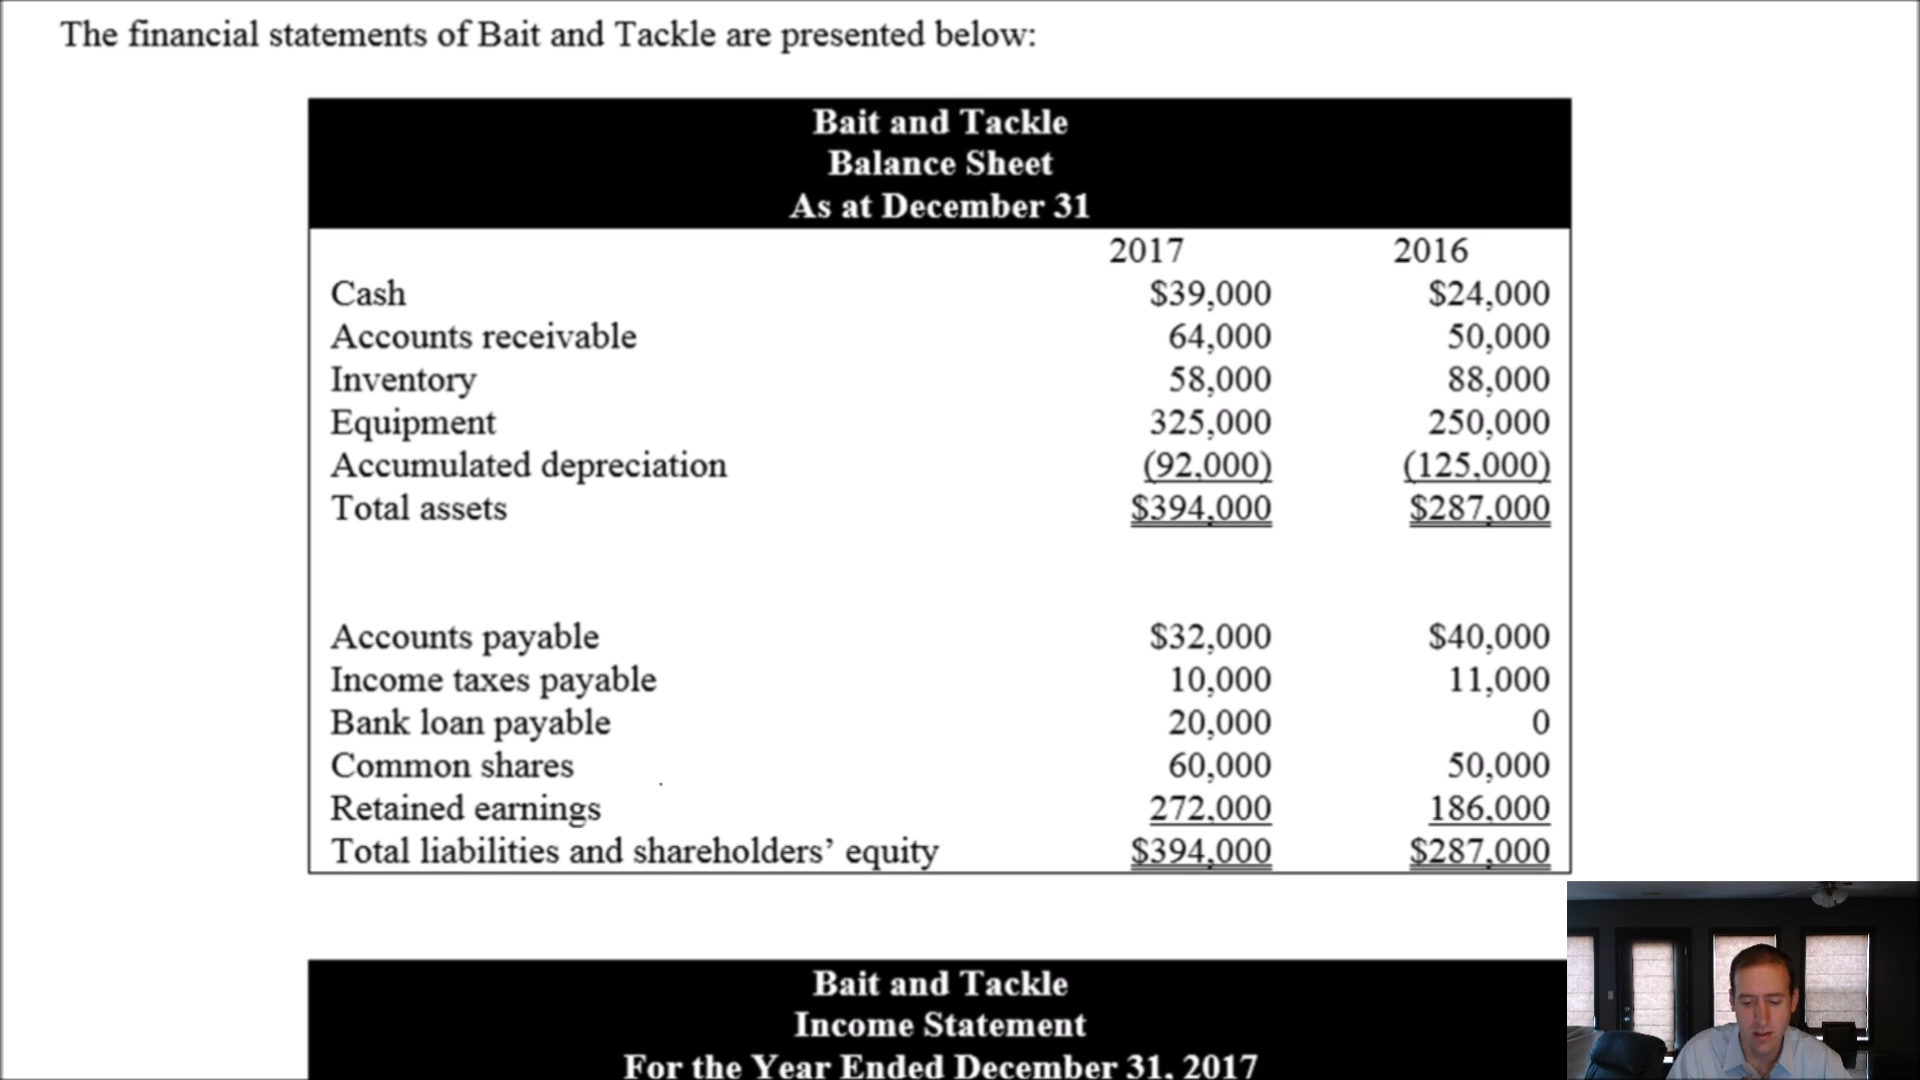 The financial statements of Bait and Tackle are presented below:
Bait and Tackle
Balance Sheet
As at December 31
2017 2016
Cash $39,000 $24,000
Accounts receivable 64,000 50,000
Inventory 58,000 88,000
Equipment 325,000 250,000
Accumulated depreciation (92,000) (125,000)
Total assets $394,000 $287,000
Accounts payable $32,000 $40,000
Income taxes payable 10,000 11,000
Bank loan payable 20,000 0
Common shares 60,000 50,000
Retained earnings 272,000 186,000
Total liabilities and shareholders’ equity $394,000 $287,000
Bait and Tackle
Income Statement
For the Year Ended December 31, 2017